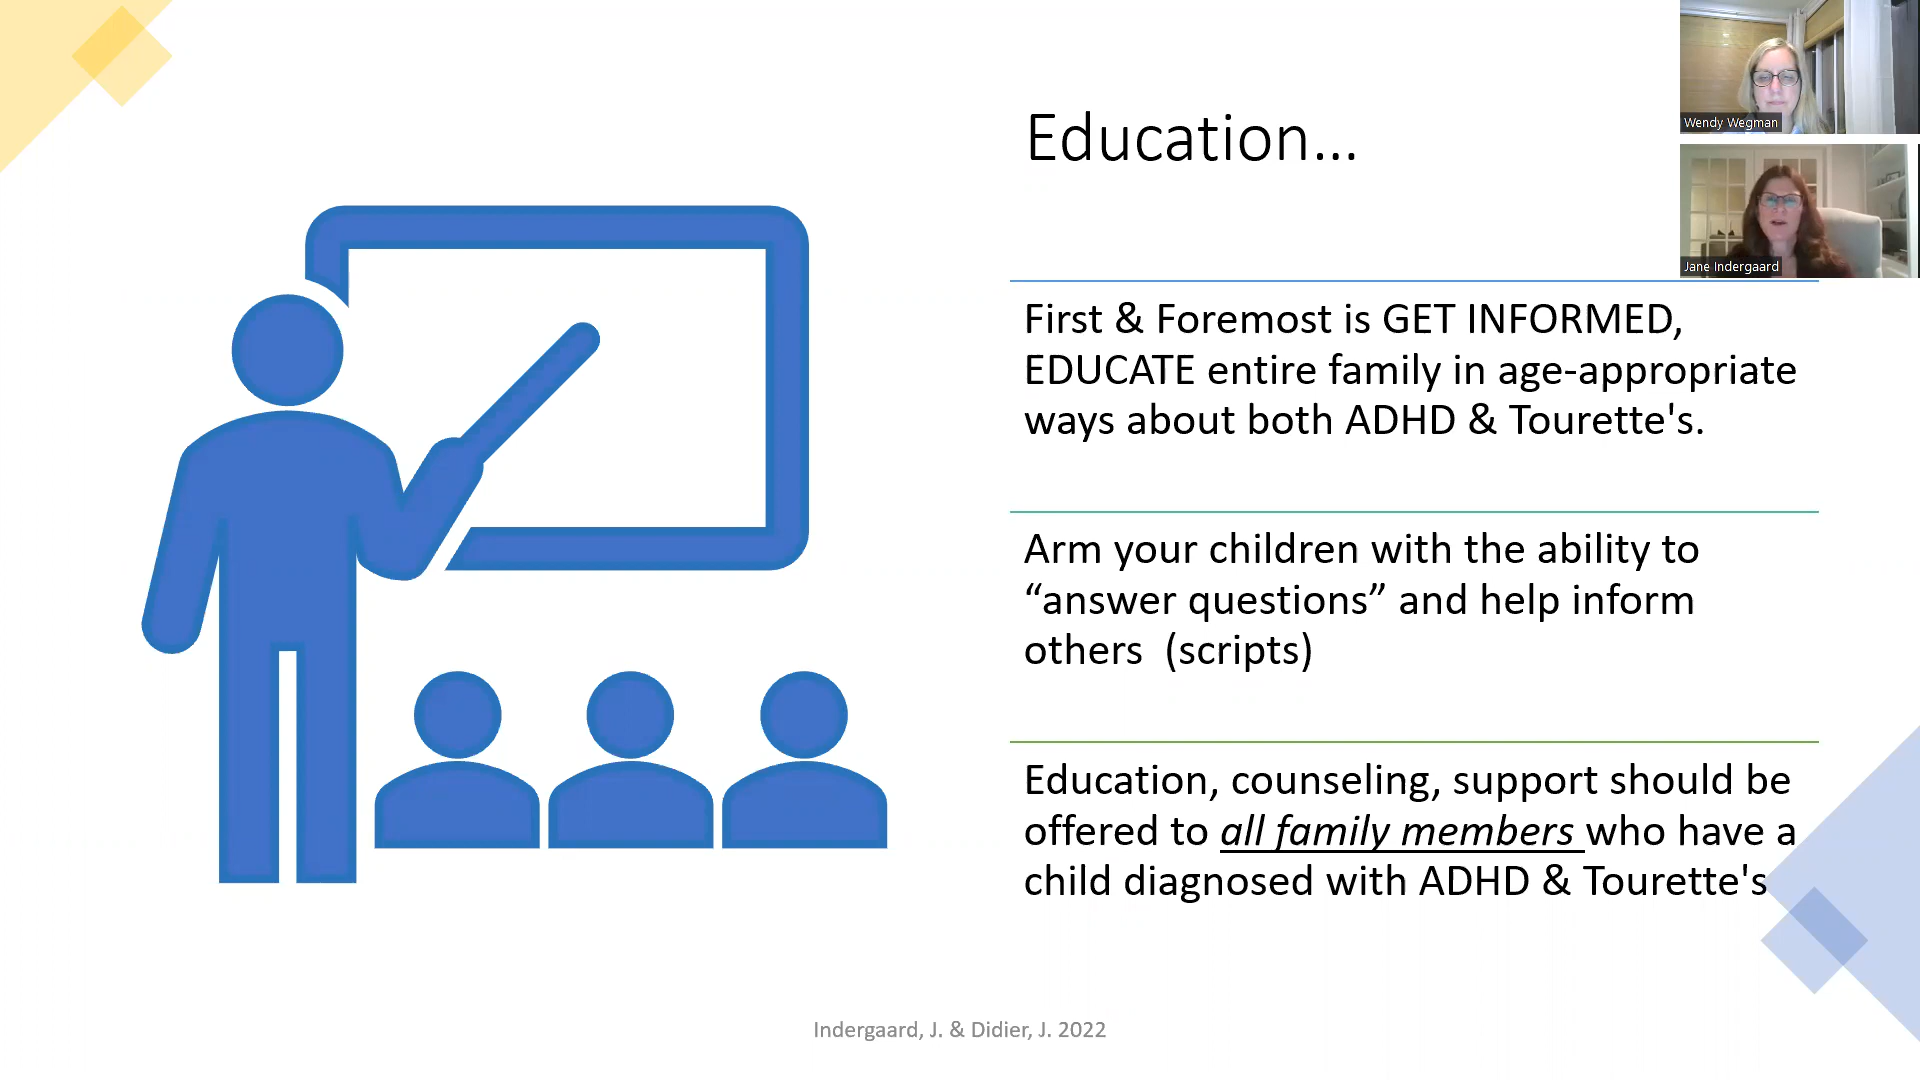 Education...
Wendy Wegman
Jane Indergaard
First & Foremost is GET INFORMED,
EDUCATE entire family in age-appropriate
ways about both ADHD & Tourette's.
Arm your children with the ability to
“answer questions” and help inform
others  (scripts)
Education, counseling, support should be
offered to all family members who have a
child diagnosed with ADHD & Tourette's
Indergaard, J. & Didier, J. 2022